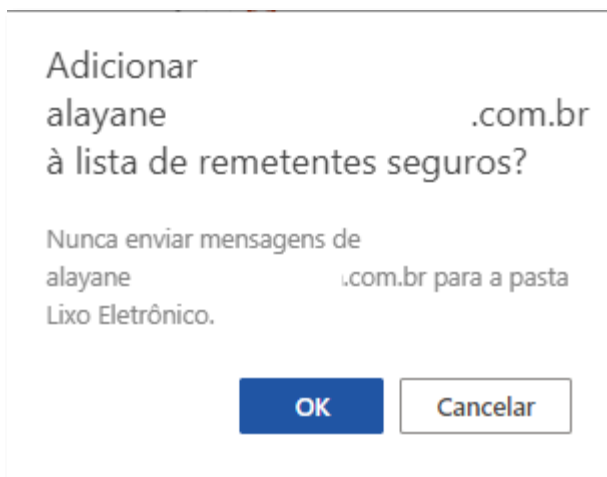 Adicionar
alayane .com.br
à lista de remetentes seguros?
Nunca enviar mensagens de
alayane .com.br para a pasta
Lixo Eletrônico.
OK Cancelar